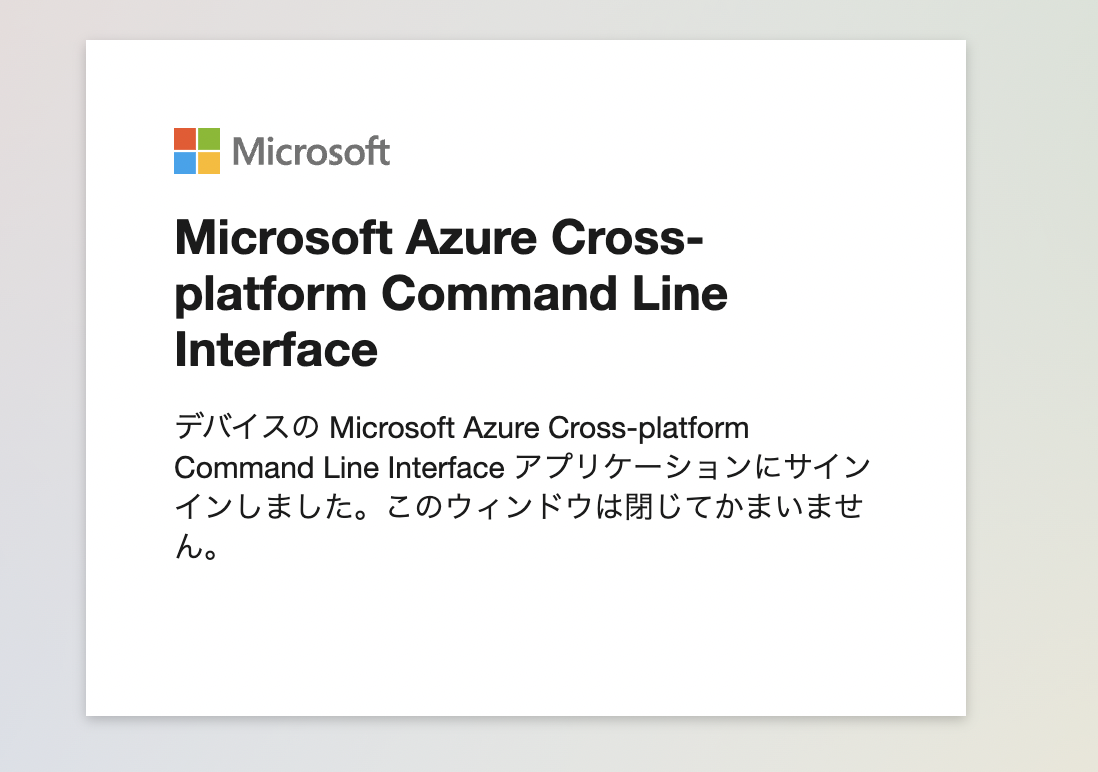 Microsoft
Microsoft Azure Cross-
platform Command Line
Interface
デバイスの Microsoft Azure Cross-platform
Command Line Interface アプリケーションにサイン
インしました。このウィンドウは閉じてかまいませ
ん。